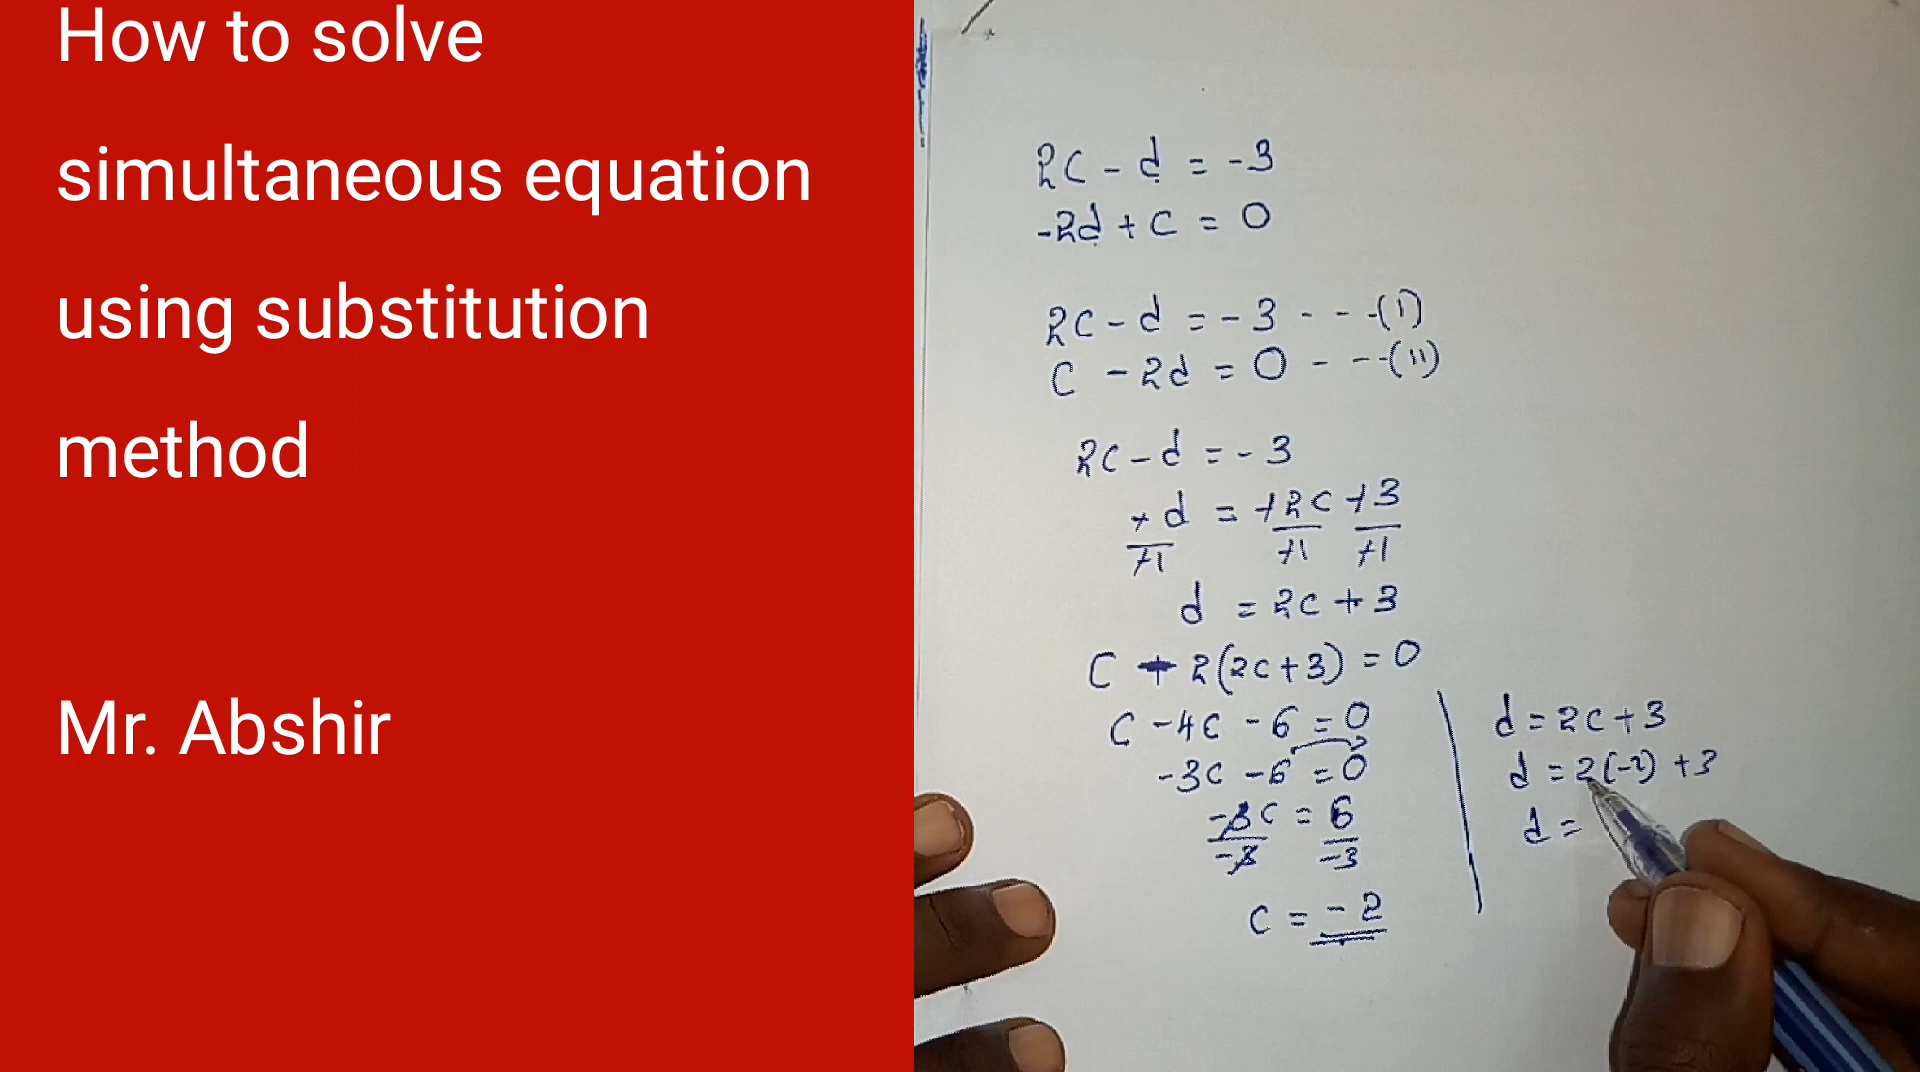 How to solve
simultaneous equation
using substitution
method
Mr. Abshir
2C - d = -3
-2d + C = 0
2C - d = -3 - - -(I)
C - 2d = 0 - - -(II)
2C - d = -3
+d/+1 = +2C/+1 +3/+1
d = 2C + 3
C - 2(2C+3) = 0
C - 4C - 6 = 0
-3C - 6 = 0
-3C/-3 = 6/-3
C = -2
d = 2C + 3
d = 2(-2) + 3
d =